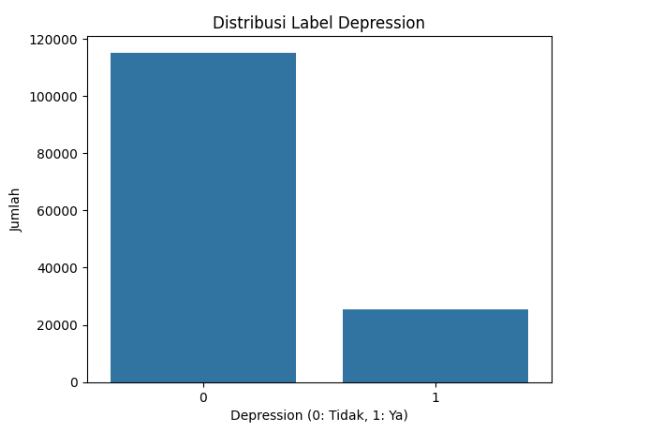 Distribusi Label Depression
120000
100000
80000
60000
40000
20000
0
Jumlah
0 1
Depression (0: Tidak, 1: Ya)